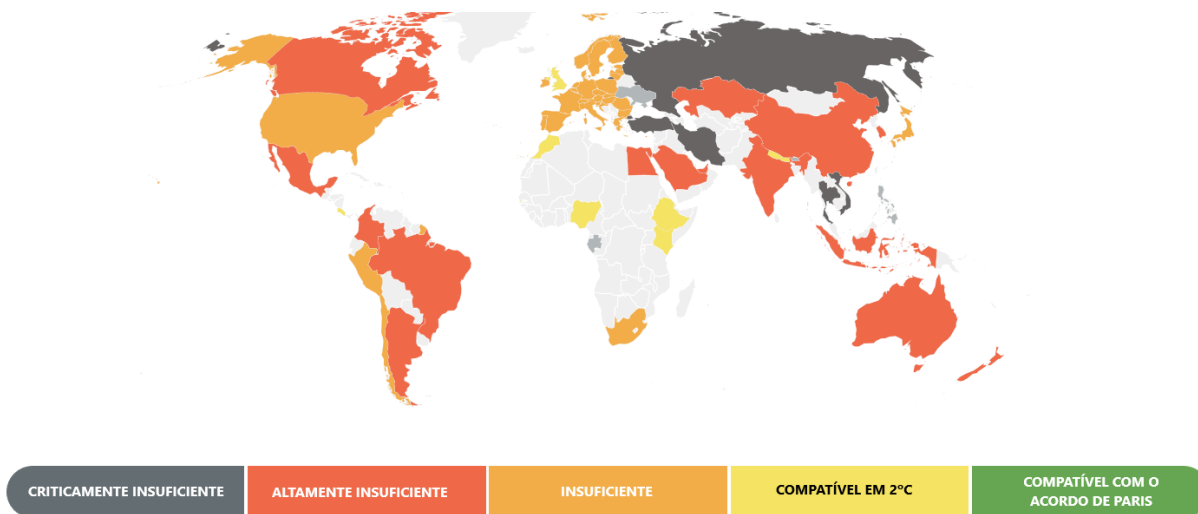 CRITICAMENTE INSUFICIENTE
ALTAMENTE INSUFICIENTE
INSUFICIENTE
COMPATÍVEL EM 2ºC
COMPATÍVEL COM O
ACORDO DE PARIS